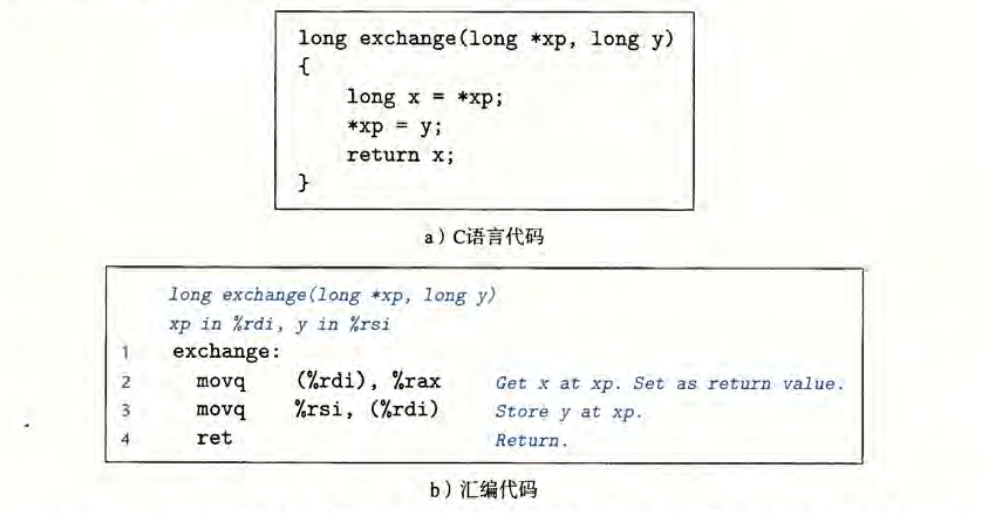 long exchange(long *xp, long y)
{
    long x = *xp;
    *xp = y;
    return x;
}
a）C语言代码
long exchange(long *xp, long y)
xp in %rdi, y in %rsi
1 exchange:
2 movq (%rdi), %rax Get x at xp. Set as return value.
3 movq %rsi, (%rdi) Store y at xp.
4 ret Return.
b）汇编代码